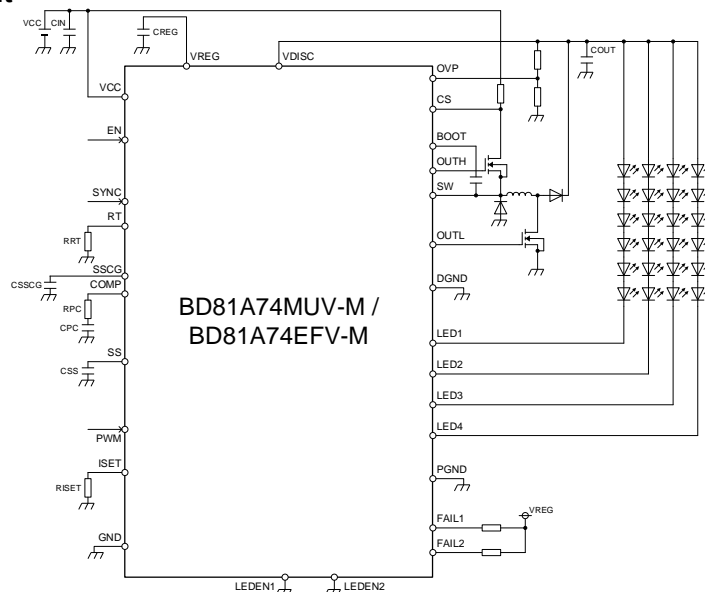 VCC CIN
CREG
COUT
VREG
VDISC
VCC
EN
SYNC
RT
RRT
SSCG
CSSCG
COMP
RPC
CPC
SS
CSS
PWM
ISET
RISET
GND
BD81A74MUV-M /
BD81A74EFV-M
OVP
CS
BOOT
OUTH
SW
OUTL
DGND
LED1
LED2
LED3
LED4
PGND
FAIL1
FAIL2
VREG
LEDEN1
LEDEN2